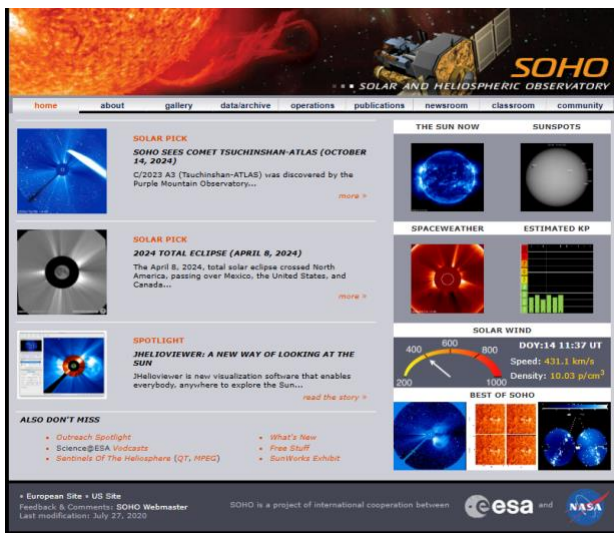 SOHO
SOLAR AND HELIOSPHERIC OBSERVATORY
home about gallery data/archive operations publications newsroom classroom community
SOLAR PICK
SOHO SEES COMET TSUCHINSHAN-ATLAS (OCTOBER
14, 2024)
C/2023 A3 (Tsuchinshan-ATLAS) was discovered by the
Purple Mountain Observatory...
more »
SOLAR PICK
2024 TOTAL ECLIPSE (APRIL 8, 2024)
The April 8, 2024, total solar eclipse crossed North
America, passing over Mexico, the United States, and
Canada...
more »
SPOTLIGHT
JHELIOVIEWER: A NEW WAY OF LOOKING AT THE
SUN
JHelioviewer is new visualization software that enables
everybody, anywhere to explore the Sun...
read the story »
ALSO DON'T MISS
• Outreach Spotlight
• Science@ESA Vodcasts
• Sentinels Of The Heliosphere (QT, MPEG)
• What's New
• Free Stuff
• SunWorks Exhibit
THE SUN NOW SUNSPOTS
SPACEWEATHER ESTIMATED KP
SOLAR WIND
200 400 600 800 1000
DOY:14 11:37 UT
Speed: 431.1 km/s
Density: 10.03 p/cm³
BEST OF SOHO
• European Site • US Site
Feedback & Comments: SOHO Webmaster
Last modification: July 27, 2020
SOHO is a project of international cooperation between esa and NASA